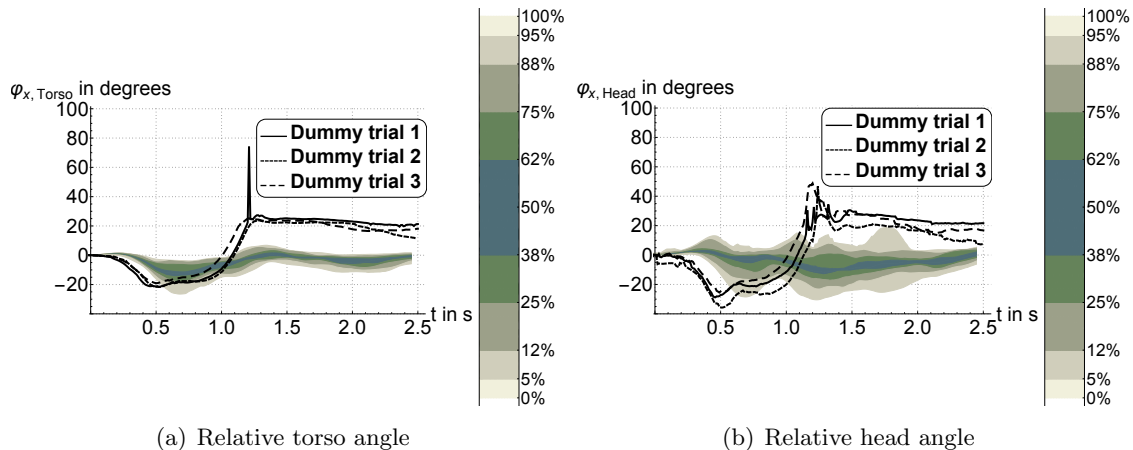 100%
95%
88%
75%
62%
50%
38%
25%
12%
5%
0%
φx, Torso in degrees
100
80
60
40
20
0
−20
0.5 1.0 1.5 2.0 2.5
t in s
Dummy trial 1
Dummy trial 2
Dummy trial 3
(a) Relative torso angle
100%
95%
88%
75%
62%
50%
38%
25%
12%
5%
0%
φx, Head in degrees
100
80
60
40
20
0
−20
0.5 1.0 1.5 2.0 2.5
t in s
Dummy trial 1
Dummy trial 2
Dummy trial 3
(b) Relative head angle